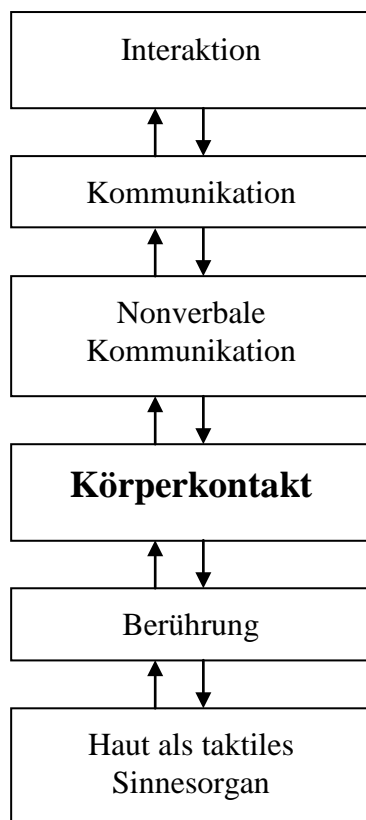 Interaktion
Kommunikation
Nonverbale
Kommunikation
Körperkontakt
Berührung
Haut als taktiles
Sinnesorgan